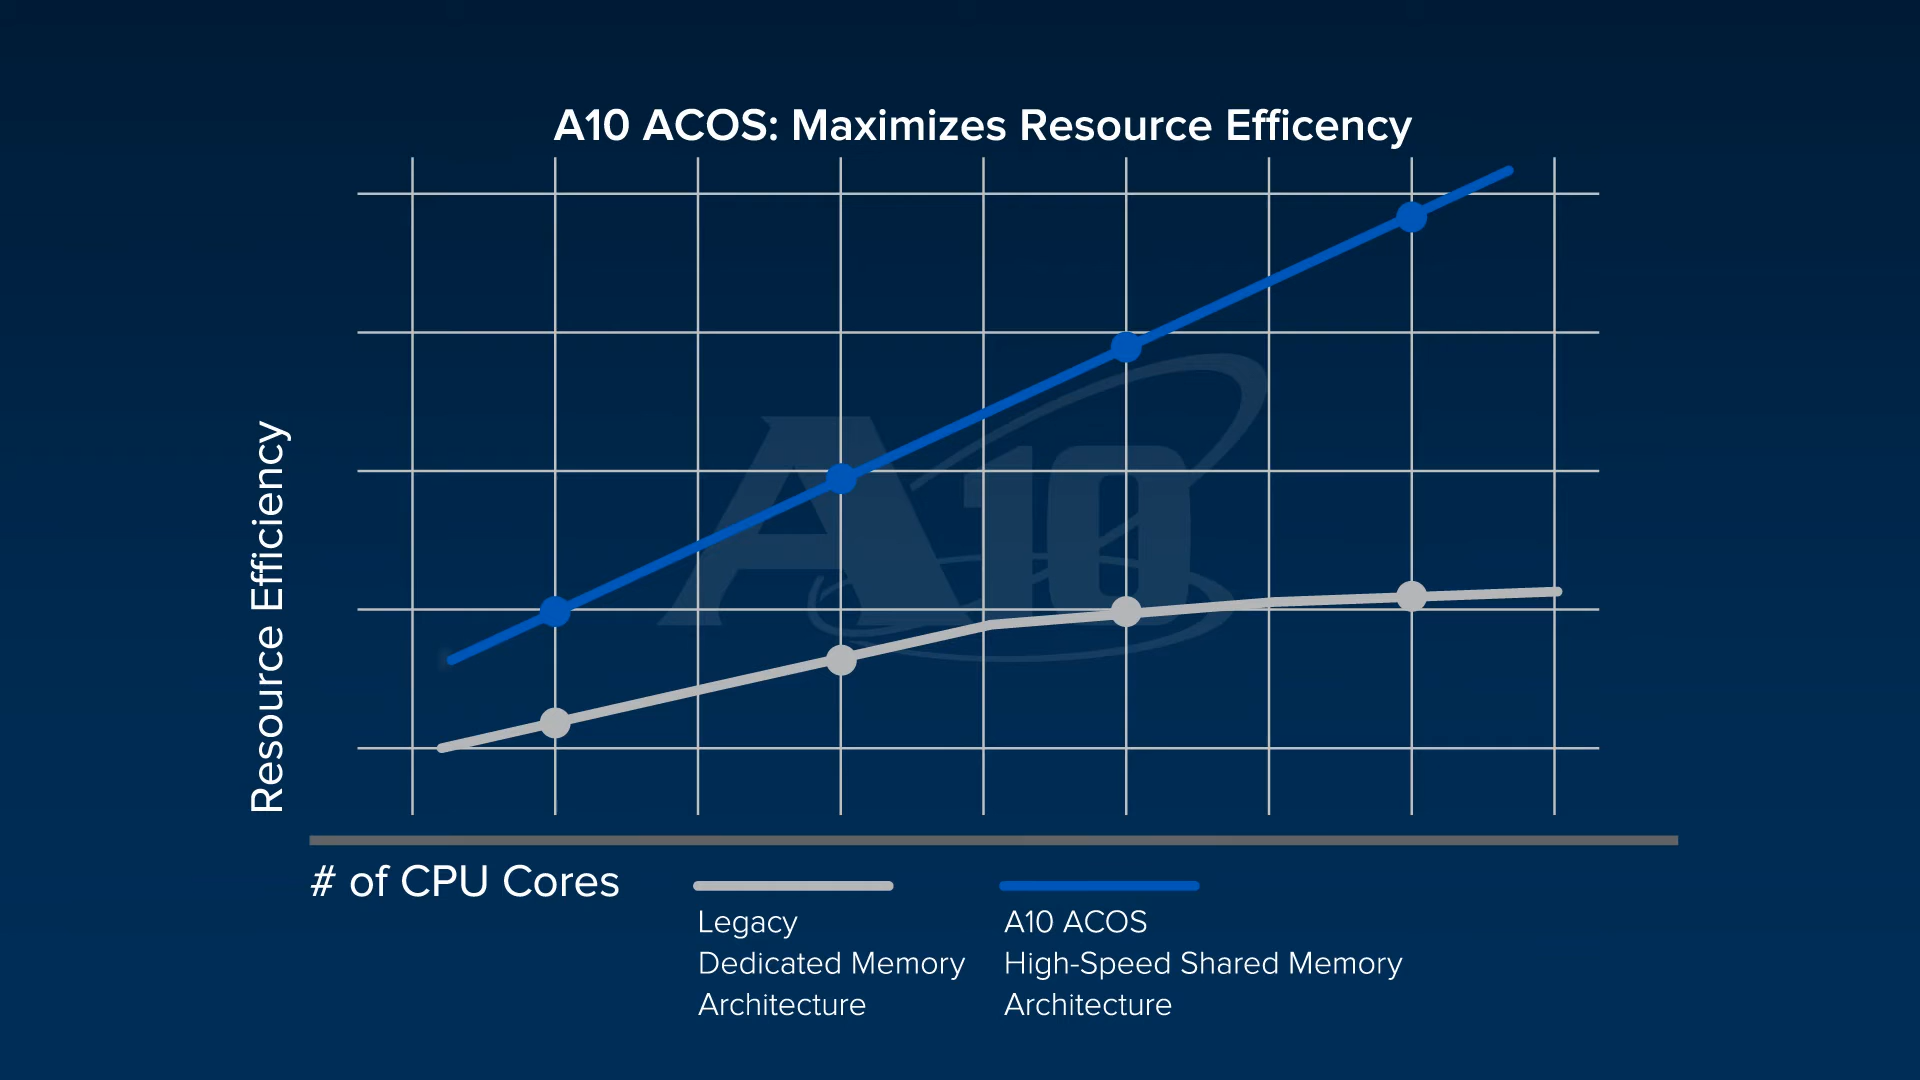 A10 ACOS: Maximizes Resource Efficency
Resource Efficiency
A10
# of CPU Cores
Legacy
Dedicated Memory
Architecture
A10 ACOS
High-Speed Shared Memory
Architecture